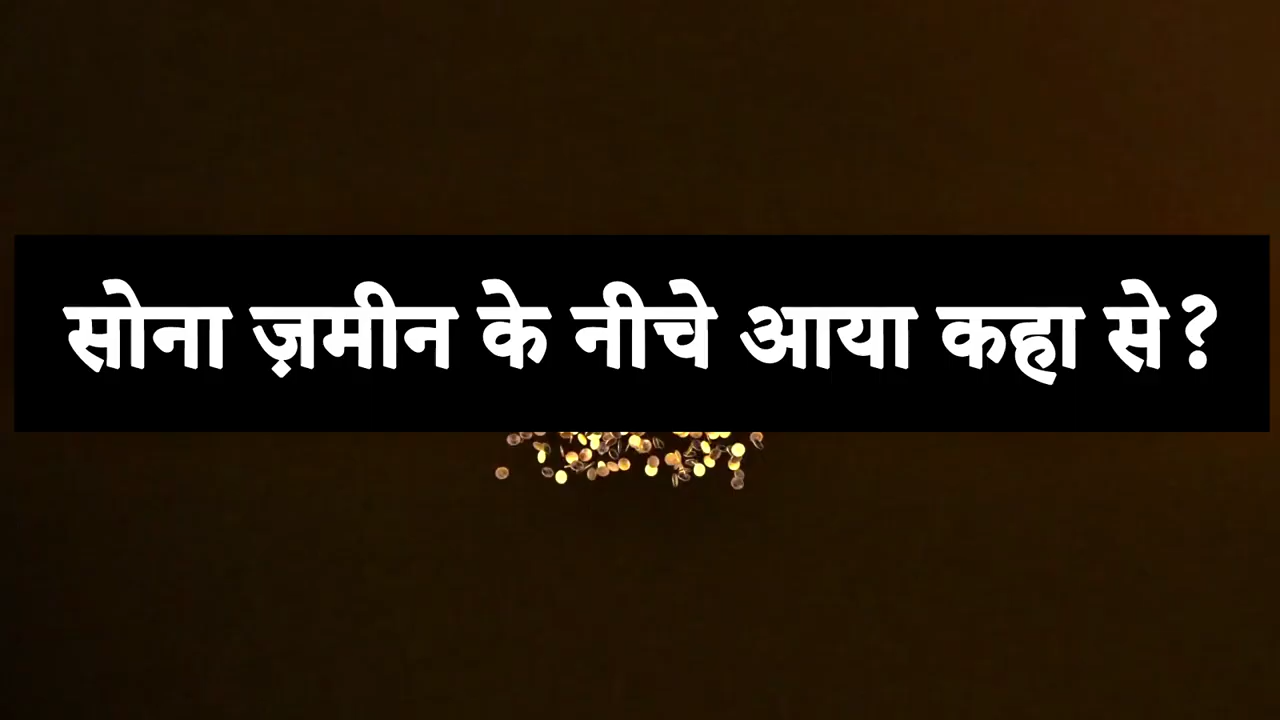 सोना ज़मीन के नीचे आया कहा से?